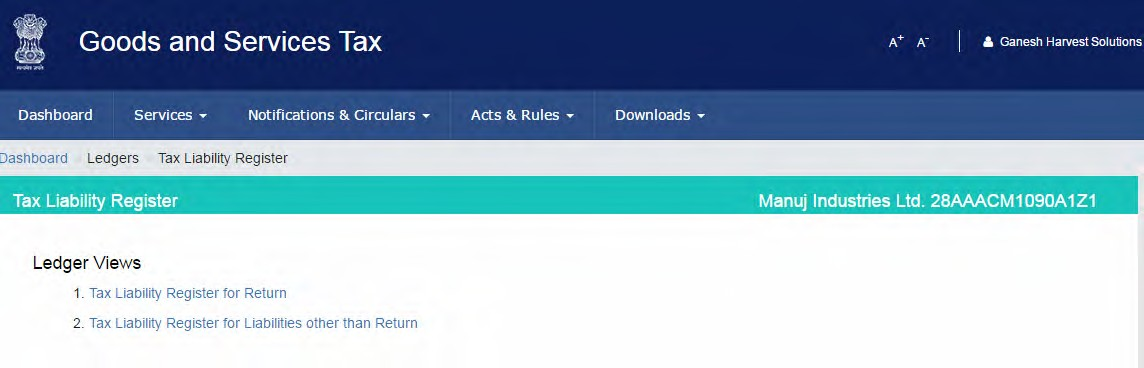 Goods and Services Tax
A+ A-
Ganesh Harvest Solutions
Dashboard Services Notifications & Circulars Acts & Rules Downloads
Dashboard Ledgers Tax Liability Register
Tax Liability Register Manuj Industries Ltd. 28AAACM1090A1Z1
Ledger Views
1. Tax Liability Register for Return
2. Tax Liability Register for Liabilities other than Return